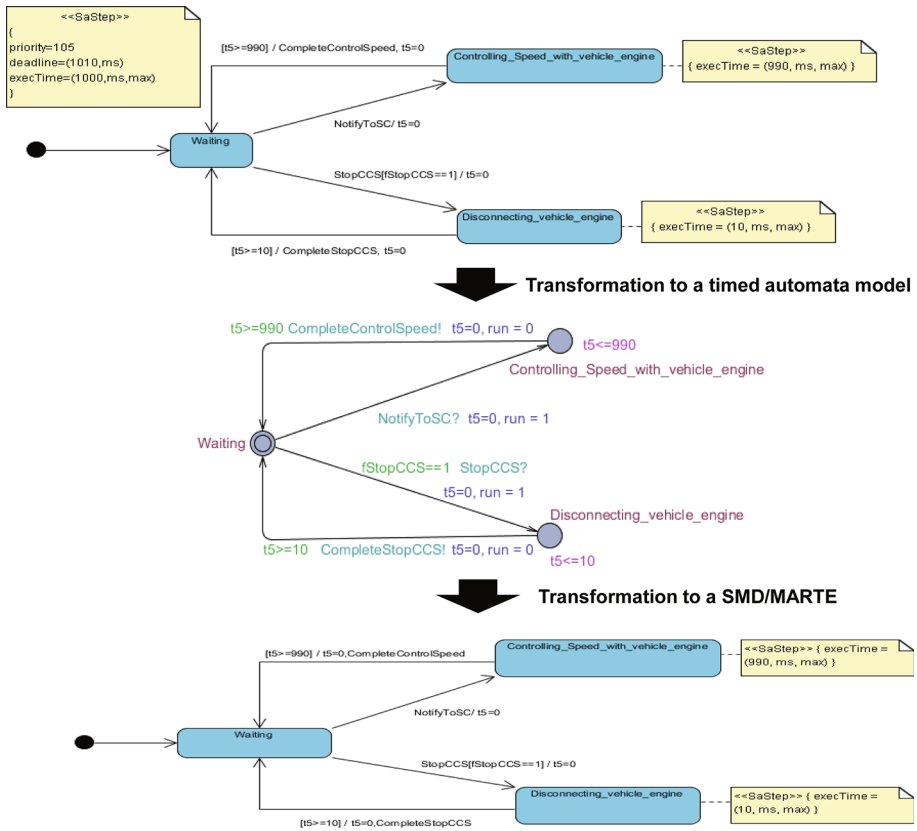 <<SaStep>>
{
priority=105
deadline=(1010,ms)
execTime=(1000,ms,max)
}
[t5>=990] / CompleteControlSpeed, t5=0
Controlling_Speed_with_vehicle_engine
<<SaStep>>
{ execTime = (990, ms, max) }
NotifyToSC/ t5=0
Waiting
StopCCS[fStopCCS==1] / t5=0
Disconnecting_vehicle_engine
<<SaStep>>
{ execTime = (10, ms, max) }
[t5>=10] / CompleteStopCCS, t5=0
Transformation to a timed automata model
t5>=990 CompleteControlSpeed! t5=0, run = 0
t5<=990
Controlling_Speed_with_vehicle_engine
NotifyToSC? t5=0, run = 1
Waiting
fStopCCS==1 StopCCS?
t5=0, run = 1
Disconnecting_vehicle_engine
t5>=10 CompleteStopCCS! t5=0, run = 0
t5<=10
Transformation to a SMD/MARTE
[t5>=990] / t5=0,CompleteControlSpeed
Controlling_Speed_with_vehicle_engine
<<SaStep>> { execTime =
(990, ms, max) }
NotifyToSC/ t5=0
Waiting
StopCCS[fStopCCS==1] / t5=0
Disconnecting_vehicle_engine
<<SaStep>> { execTime =
(10, ms, max) }
[t5>=10] / t5=0,CompleteStopCCS